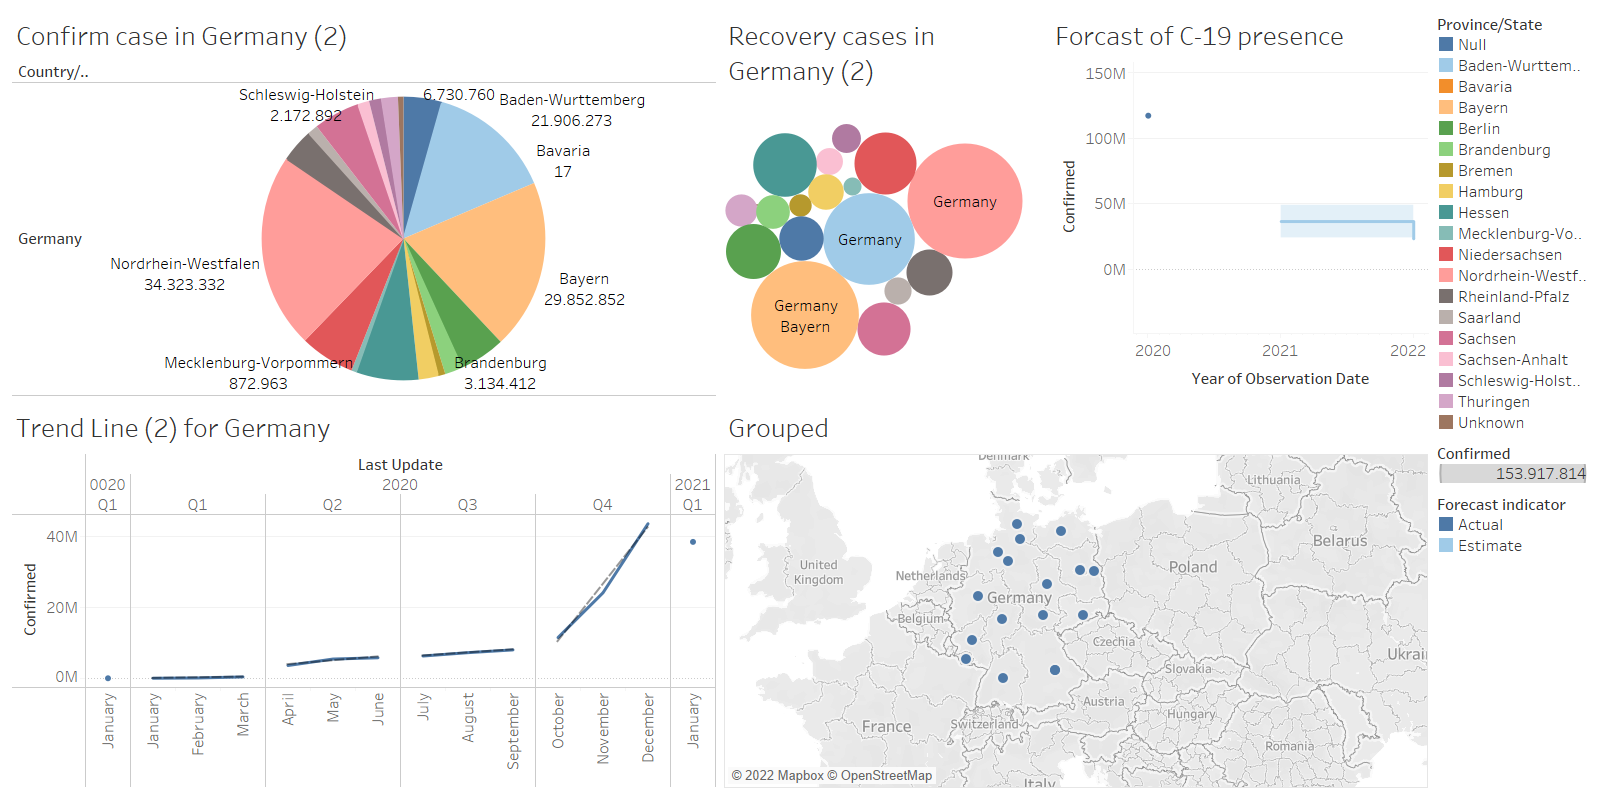 Confirm case in Germany (2)
Country/..
Schleswig-Holstein
2.172.892
6.730.760
Baden-Wurttemberg
21.906.273
Bavaria
17
Germany
Nordrhein-Westfalen
34.323.332
Bayern
29.852.852
Mecklenburg-Vorpommern
872.963
Brandenburg
3.134.412
Recovery cases in
Germany (2)
Germany
Germany
Germany
Bayern
Forcast of C-19 presence
150M
100M
50M
0M
Confirmed
2020
2021
2022
Year of Observation Date
Province/State
Null
Baden-Wurttem..
Bavaria
Bayern
Berlin
Brandenburg
Bremen
Hamburg
Hessen
Mecklenburg-Vo..
Niedersachsen
Nordrhein-Westf..
Rheinland-Pfalz
Saarland
Sachsen
Sachsen-Anhalt
Schleswig-Holst..
Thuringen
Unknown
Confirmed
153.917.814
Forecast indicator
Actual
Estimate
Trend Line (2) for Germany
Last Update
0020
2020
2021
Q1
Q1
Q2
Q3
Q4
Q1
40M
20M
0M
Confirmed
January
January
February
March
April
May
June
July
August
September
October
November
December
January
Grouped
Denmark
Lithuania
Belarus
United
Kingdom
Netherlands
Poland
Germany
Belgium
Czechia
Ukrai
Slovakia
Austria
France
Switzerland
Hungary
Romania
Italy
© 2022 Mapbox © OpenStreetMap